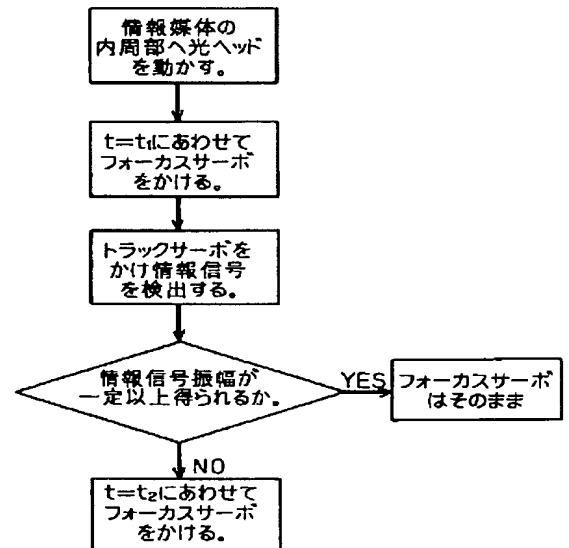 情報媒体の
内周部へ光ヘッド
を動かす。
t=t₁にあわせて
フォーカスサーボ
をかける。
トラックサーボを
かけ情報信号
を検出する。
情報信号振幅が
一定以上得られるか。
YES
フォーカスサーボ
はそのまま
NO
t=t₂にあわせて
フォーカスサーボ
をかける。